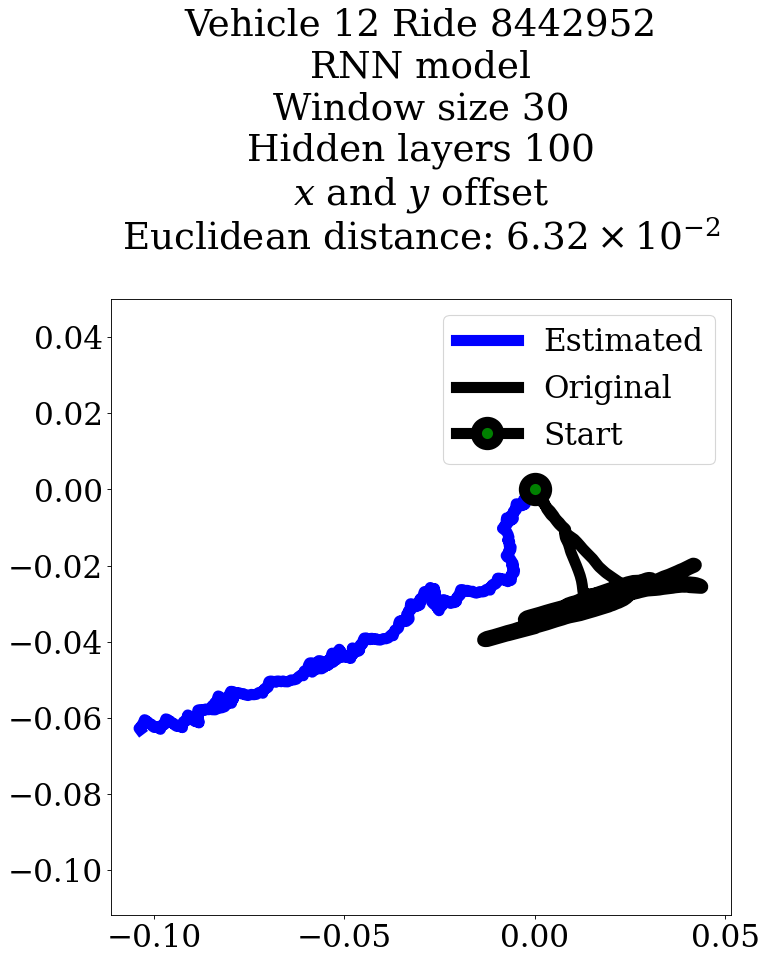 Vehicle 12 Ride 8442952
RNN model
Window size 30
Hidden layers 100
x and y offset
Euclidean distance: 6.32 × 10⁻²
Estimated
Original
Start
0.04
0.02
0.00
−0.02
−0.04
−0.06
−0.08
−0.10
−0.10 −0.05 0.00 0.05